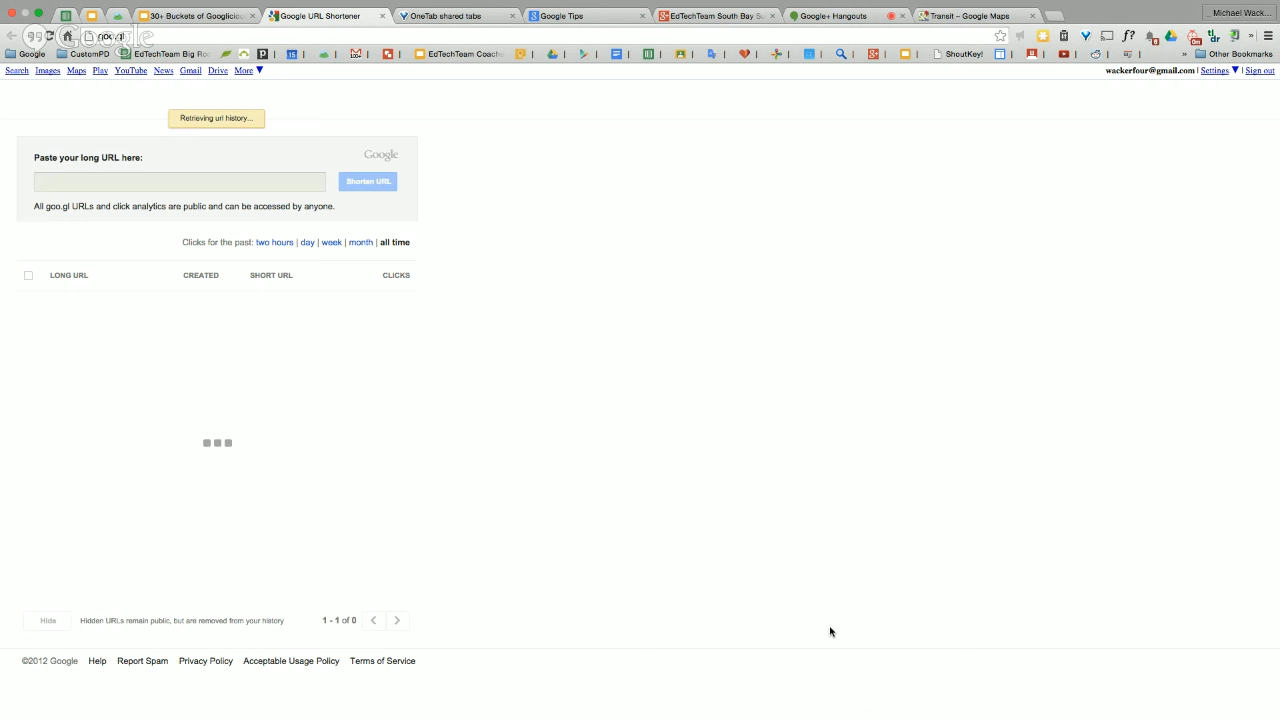 30+ Buckets of Googlicious
Google URL Shortener
OneTab shared tabs
Google Tips
EdTechTeam South Bay Su
Google+ Hangouts
Transit – Google Maps
Michael Wack...
Google
Google
CustomPD
EdTechTeam Big Ro
15
EdTechTeam Coache
ShoutKey!
Other Bookmarks
Search Images Maps Play YouTube News Gmail Drive More ▼
wackerfour@gmail.com | Settings ▼ | Sign out
Retrieving url history...
Paste your long URL here:
Google
Shorten URL
All goo.gl URLs and click analytics are public and can be accessed by anyone.
Clicks for the past: two hours | day | week | month | all time
LONG URL CREATED SHORT URL CLICKS
Hide Hidden URLs remain public, but are removed from your history 1 - 1 of 0
©2012 Google Help Report Spam Privacy Policy Acceptable Usage Policy Terms of Service